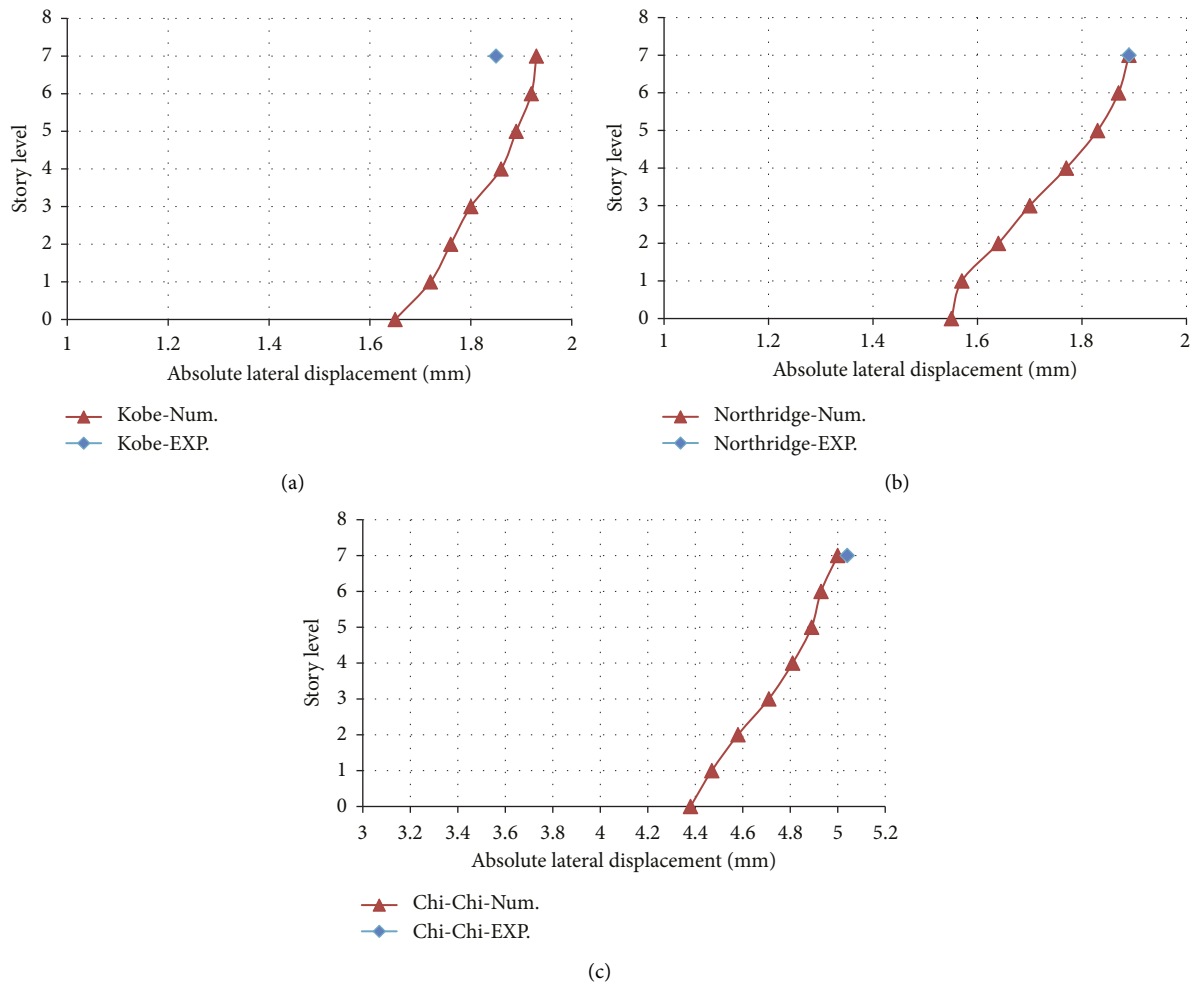 8
7
6
5
4
3
2
1
0
Story level
1 1.2 1.4 1.6 1.8 2
Absolute lateral displacement (mm)
Kobe-Num.
Kobe-EXP.
(a)
8
7
6
5
4
3
2
1
0
Story level
1 1.2 1.4 1.6 1.8 2
Absolute lateral displacement (mm)
Northridge-Num.
Northridge-EXP.
(b)
8
7
6
5
4
3
2
1
0
Story level
3 3.2 3.4 3.6 3.8 4 4.2 4.4 4.6 4.8 5 5.2
Absolute lateral displacement (mm)
Chi-Chi-Num.
Chi-Chi-EXP.
(c)